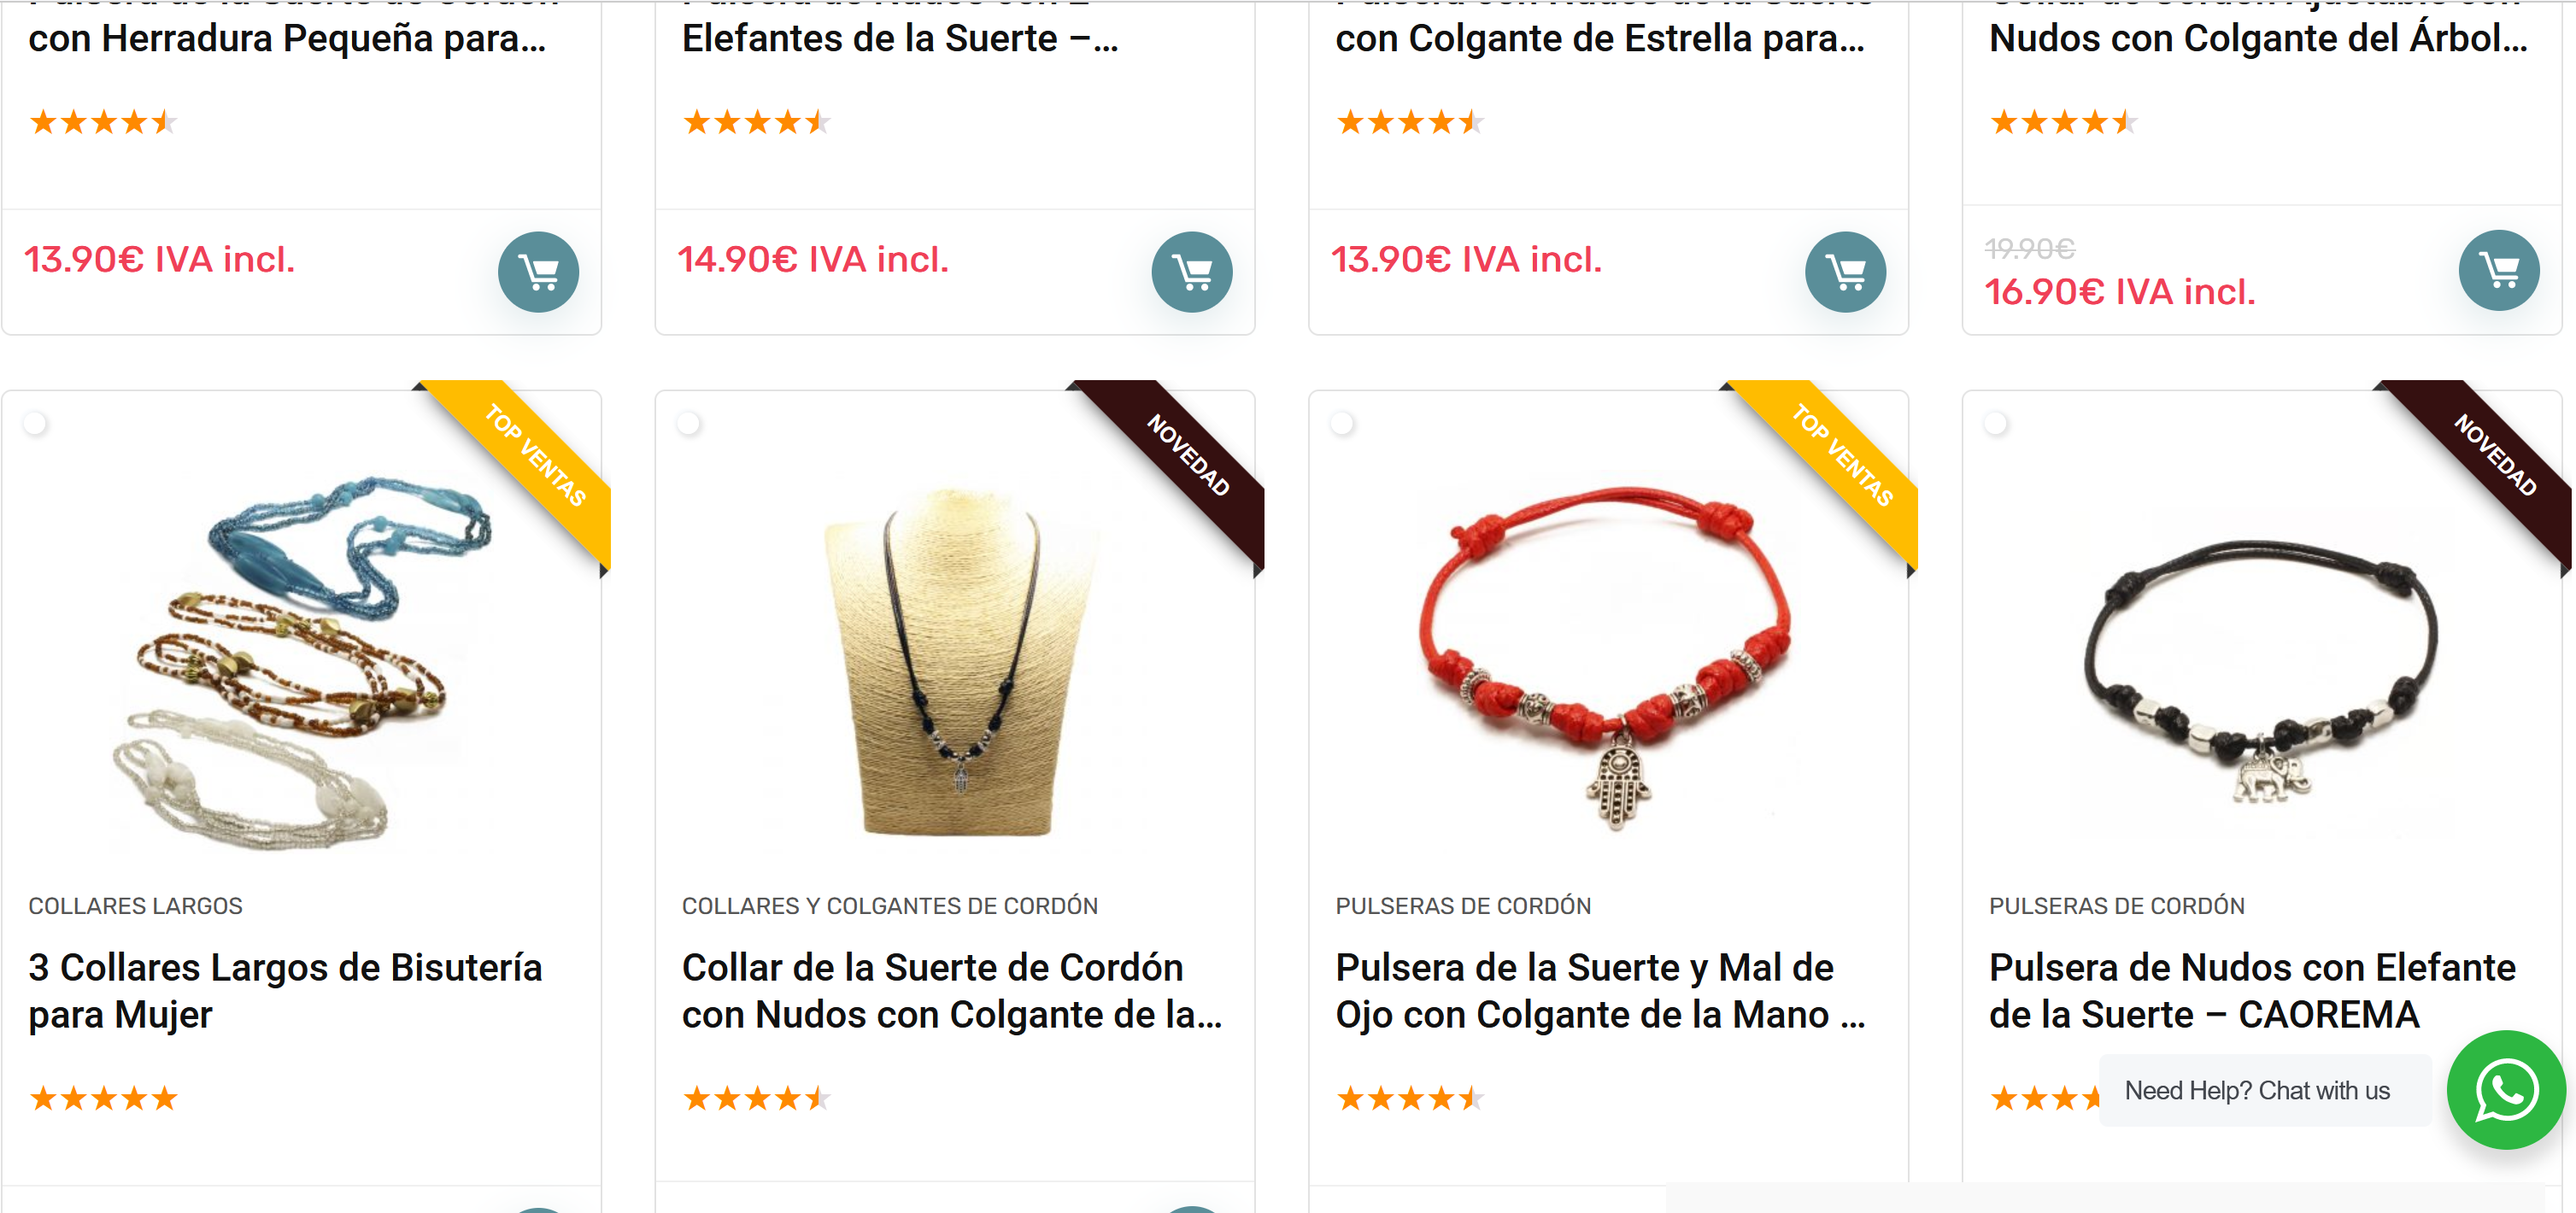 con Herradura Pequeña para...
Elefantes de la Suerte –...
con Colgante de Estrella para...
Nudos con Colgante del Árbol...
13.90€ IVA incl.
14.90€ IVA incl.
13.90€ IVA incl.
19.90€
16.90€ IVA incl.
TOP VENTAS
NOVEDAD
TOP VENTAS
NOVEDAD
COLLARES LARGOS
3 Collares Largos de Bisutería
para Mujer
COLLARES Y COLGANTES DE CORDÓN
Collar de la Suerte de Cordón
con Nudos con Colgante de la...
PULSERAS DE CORDÓN
Pulsera de la Suerte y Mal de
Ojo con Colgante de la Mano ...
PULSERAS DE CORDÓN
Pulsera de Nudos con Elefante
de la Suerte – CAOREMA
Need Help? Chat with us